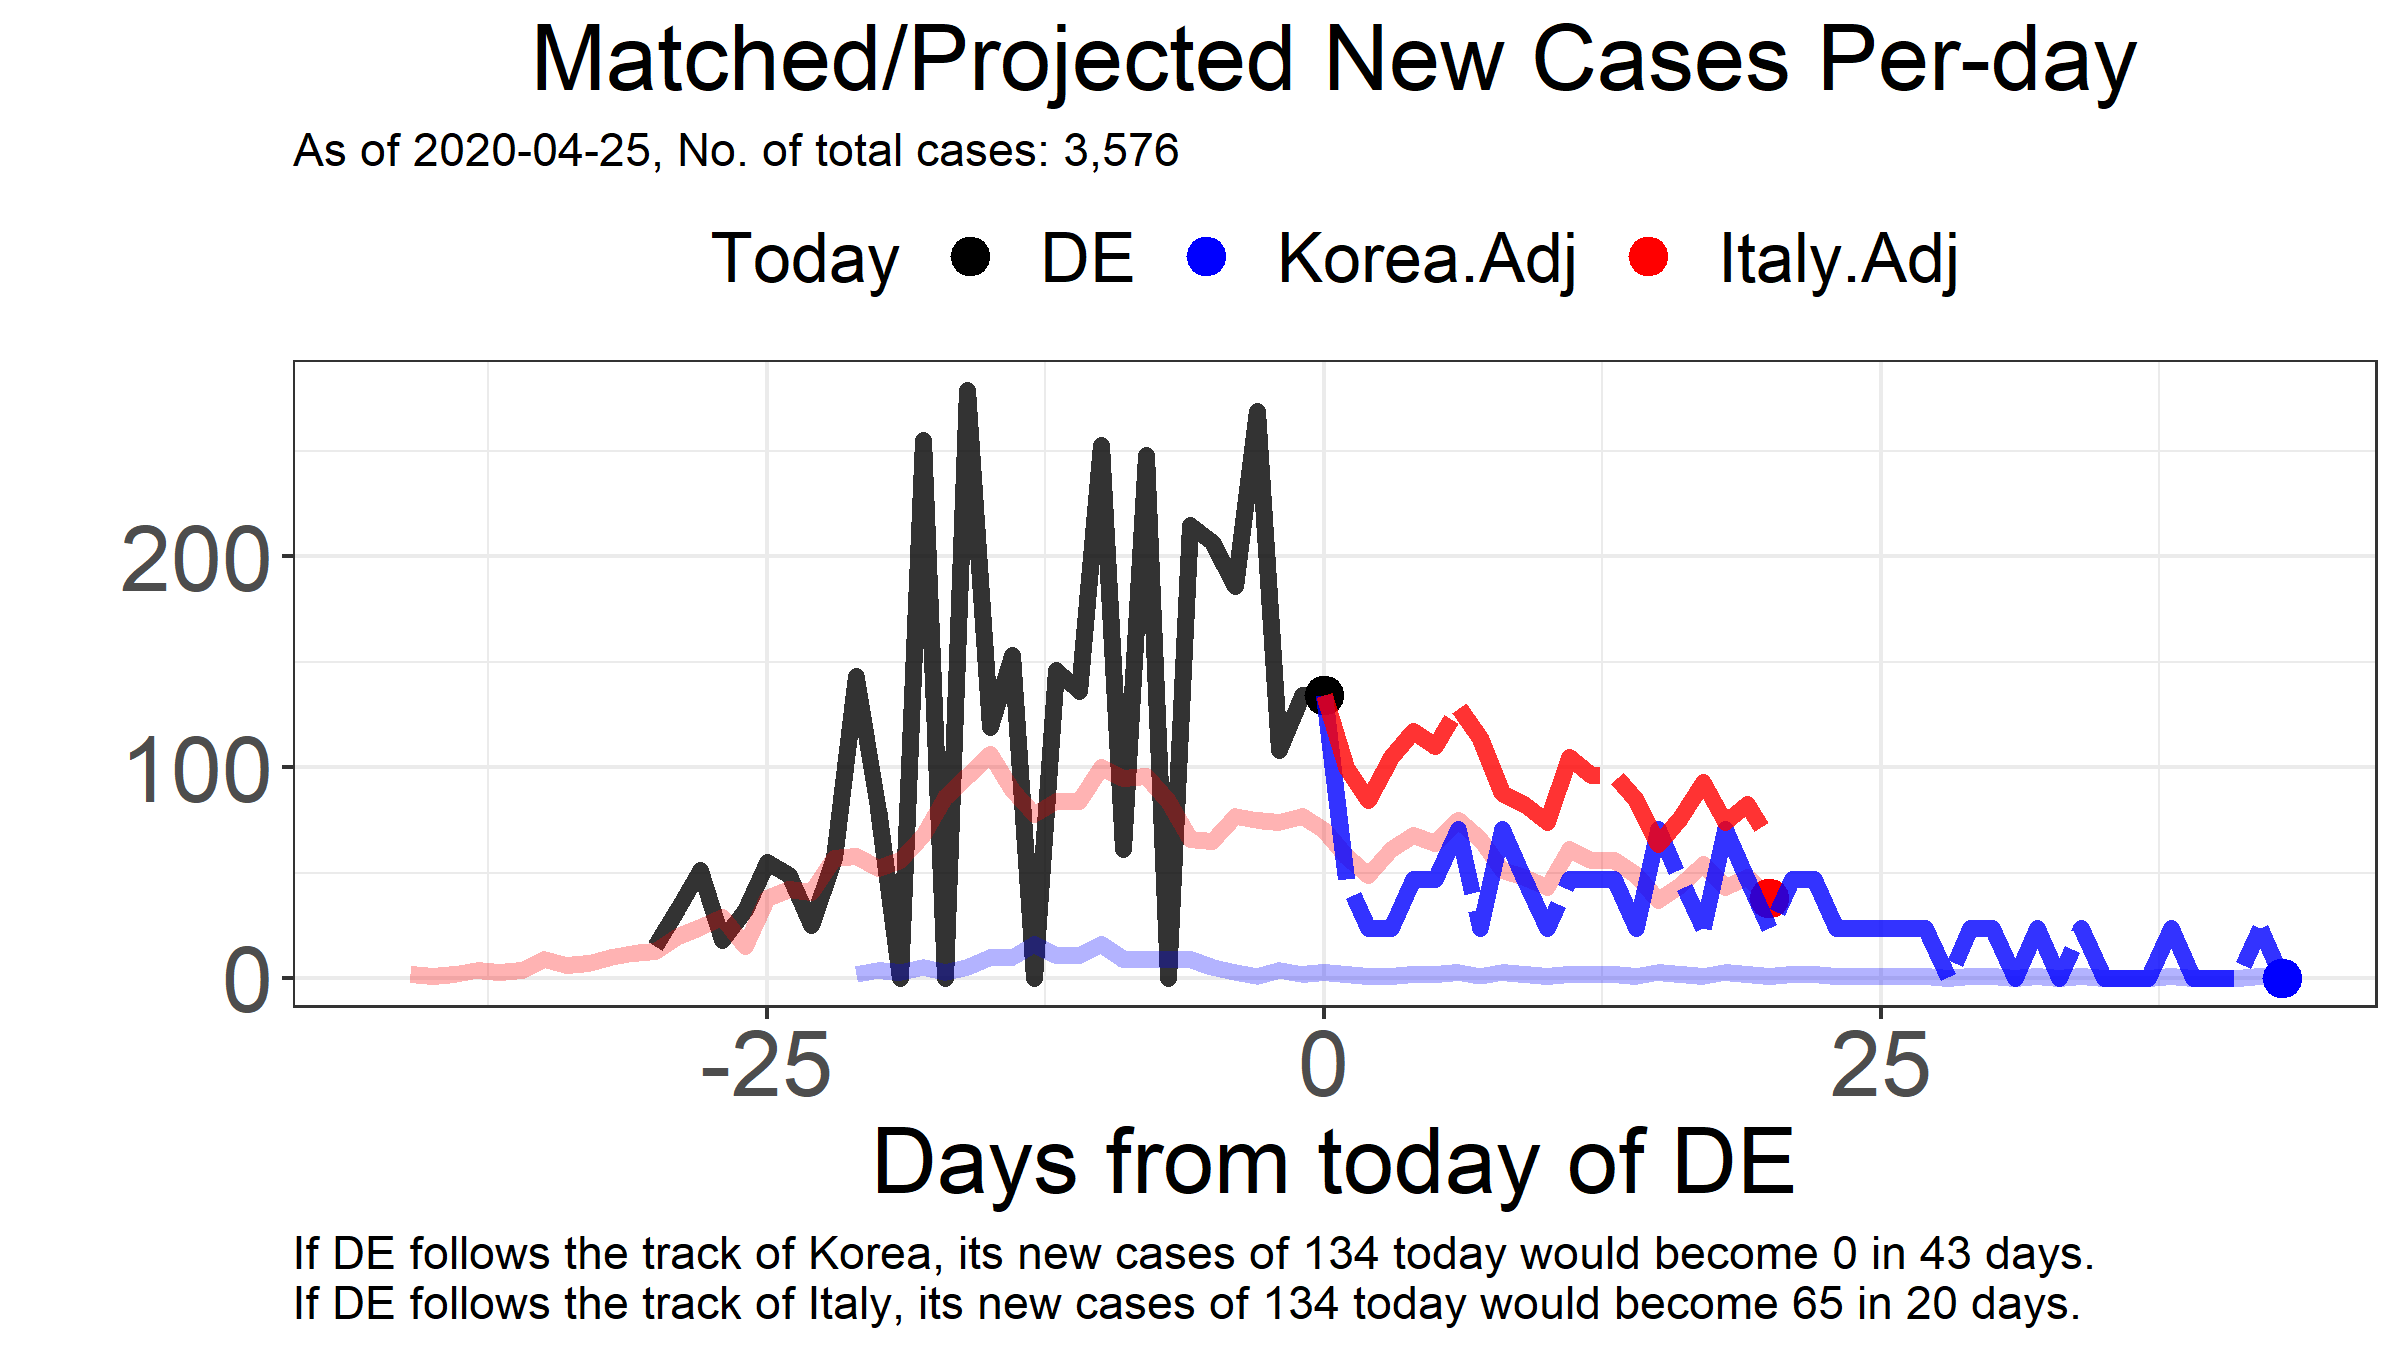 Matched/Projected New Cases Per-day
As of 2020-04-25, No. of total cases: 3,576
Today DE Korea.Adj Italy.Adj
200
100
0
-25 0 25
Days from today of DE
If DE follows the track of Korea, its new cases of 134 today would become 0 in 43 days.
If DE follows the track of Italy, its new cases of 134 today would become 65 in 20 days.